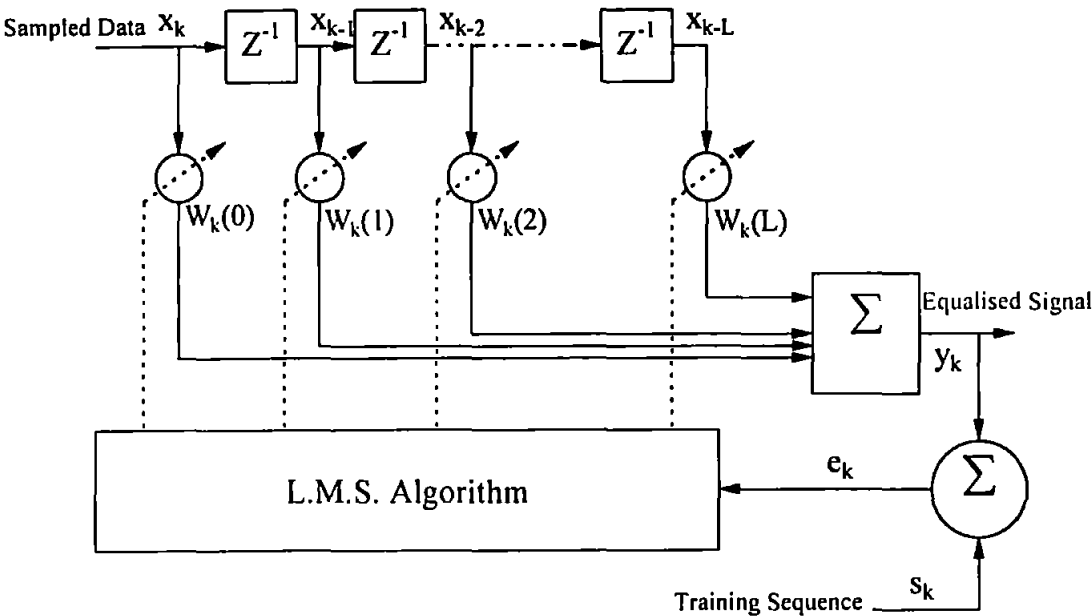 Sampled Data x_k Z^-1 x_k-1 Z^-1 x_k-2 Z^-1 x_k-L
W_k(0) W_k(1) W_k(2) W_k(L)
Σ Equalised Signal
y_k
L.M.S. Algorithm e_k Σ
Training Sequence s_k